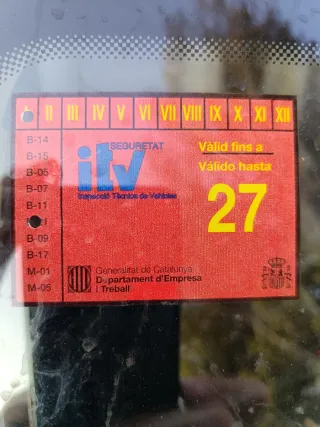 II III IV V VI VII VIII IX X XI XII
B-14
B-15
B-05
B-07
B-11
B-09
B-17
M-01
M-05
SEGURETAT
itv
Inspecció Tècnica de Vehicles
Vàlid fins a
Válido hasta
27
Generalitat de Catalunya
Departament d'Empresa
i Treball